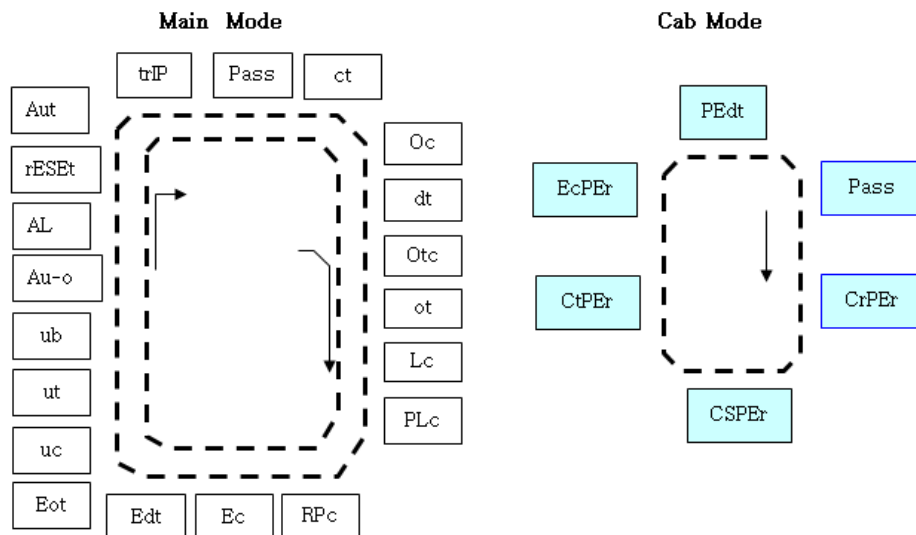 Main Mode
Cab Mode
trIP
Pass
ct
Aut
rESEt
AL
Au-o
ub
ut
uc
Eot
Oc
dt
Otc
ot
Lc
PLc
Edt
Ec
RPc
PEdt
EcPEr
Pass
CtPEr
CrPEr
CSPEr